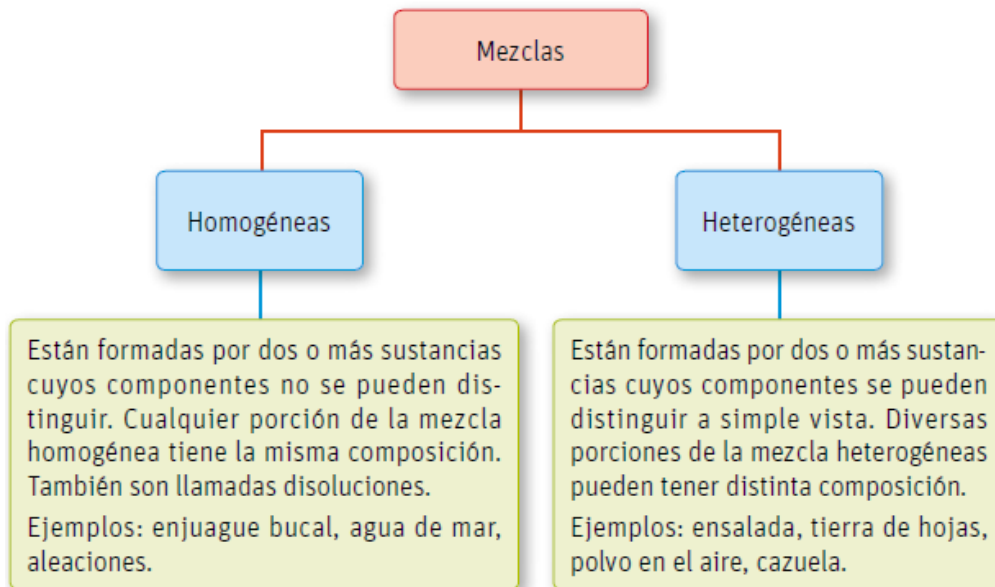 Mezclas
Homogéneas
Heterogéneas
Están formadas por dos o más sustancias
cuyos componentes no se pueden dis-
tinguir. Cualquier porción de la mezcla
homogénea tiene la misma composición.
También son llamadas disoluciones.
Ejemplos: enjuague bucal, agua de mar,
aleaciones.
Están formadas por dos o más sustan-
cias cuyos componentes se pueden
distinguir a simple vista. Diversas
porciones de la mezcla heterogéneas
pueden tener distinta composición.
Ejemplos: ensalada, tierra de hojas,
polvo en el aire, cazuela.